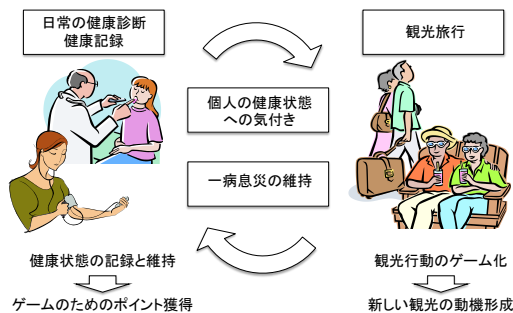 日常の健康診断
健康記録
観光旅行
個人の健康状態
への気付き
一病息災の維持
健康状態の記録と維持
ゲームのためのポイント獲得
観光行動のゲーム化
新しい観光の動機形成